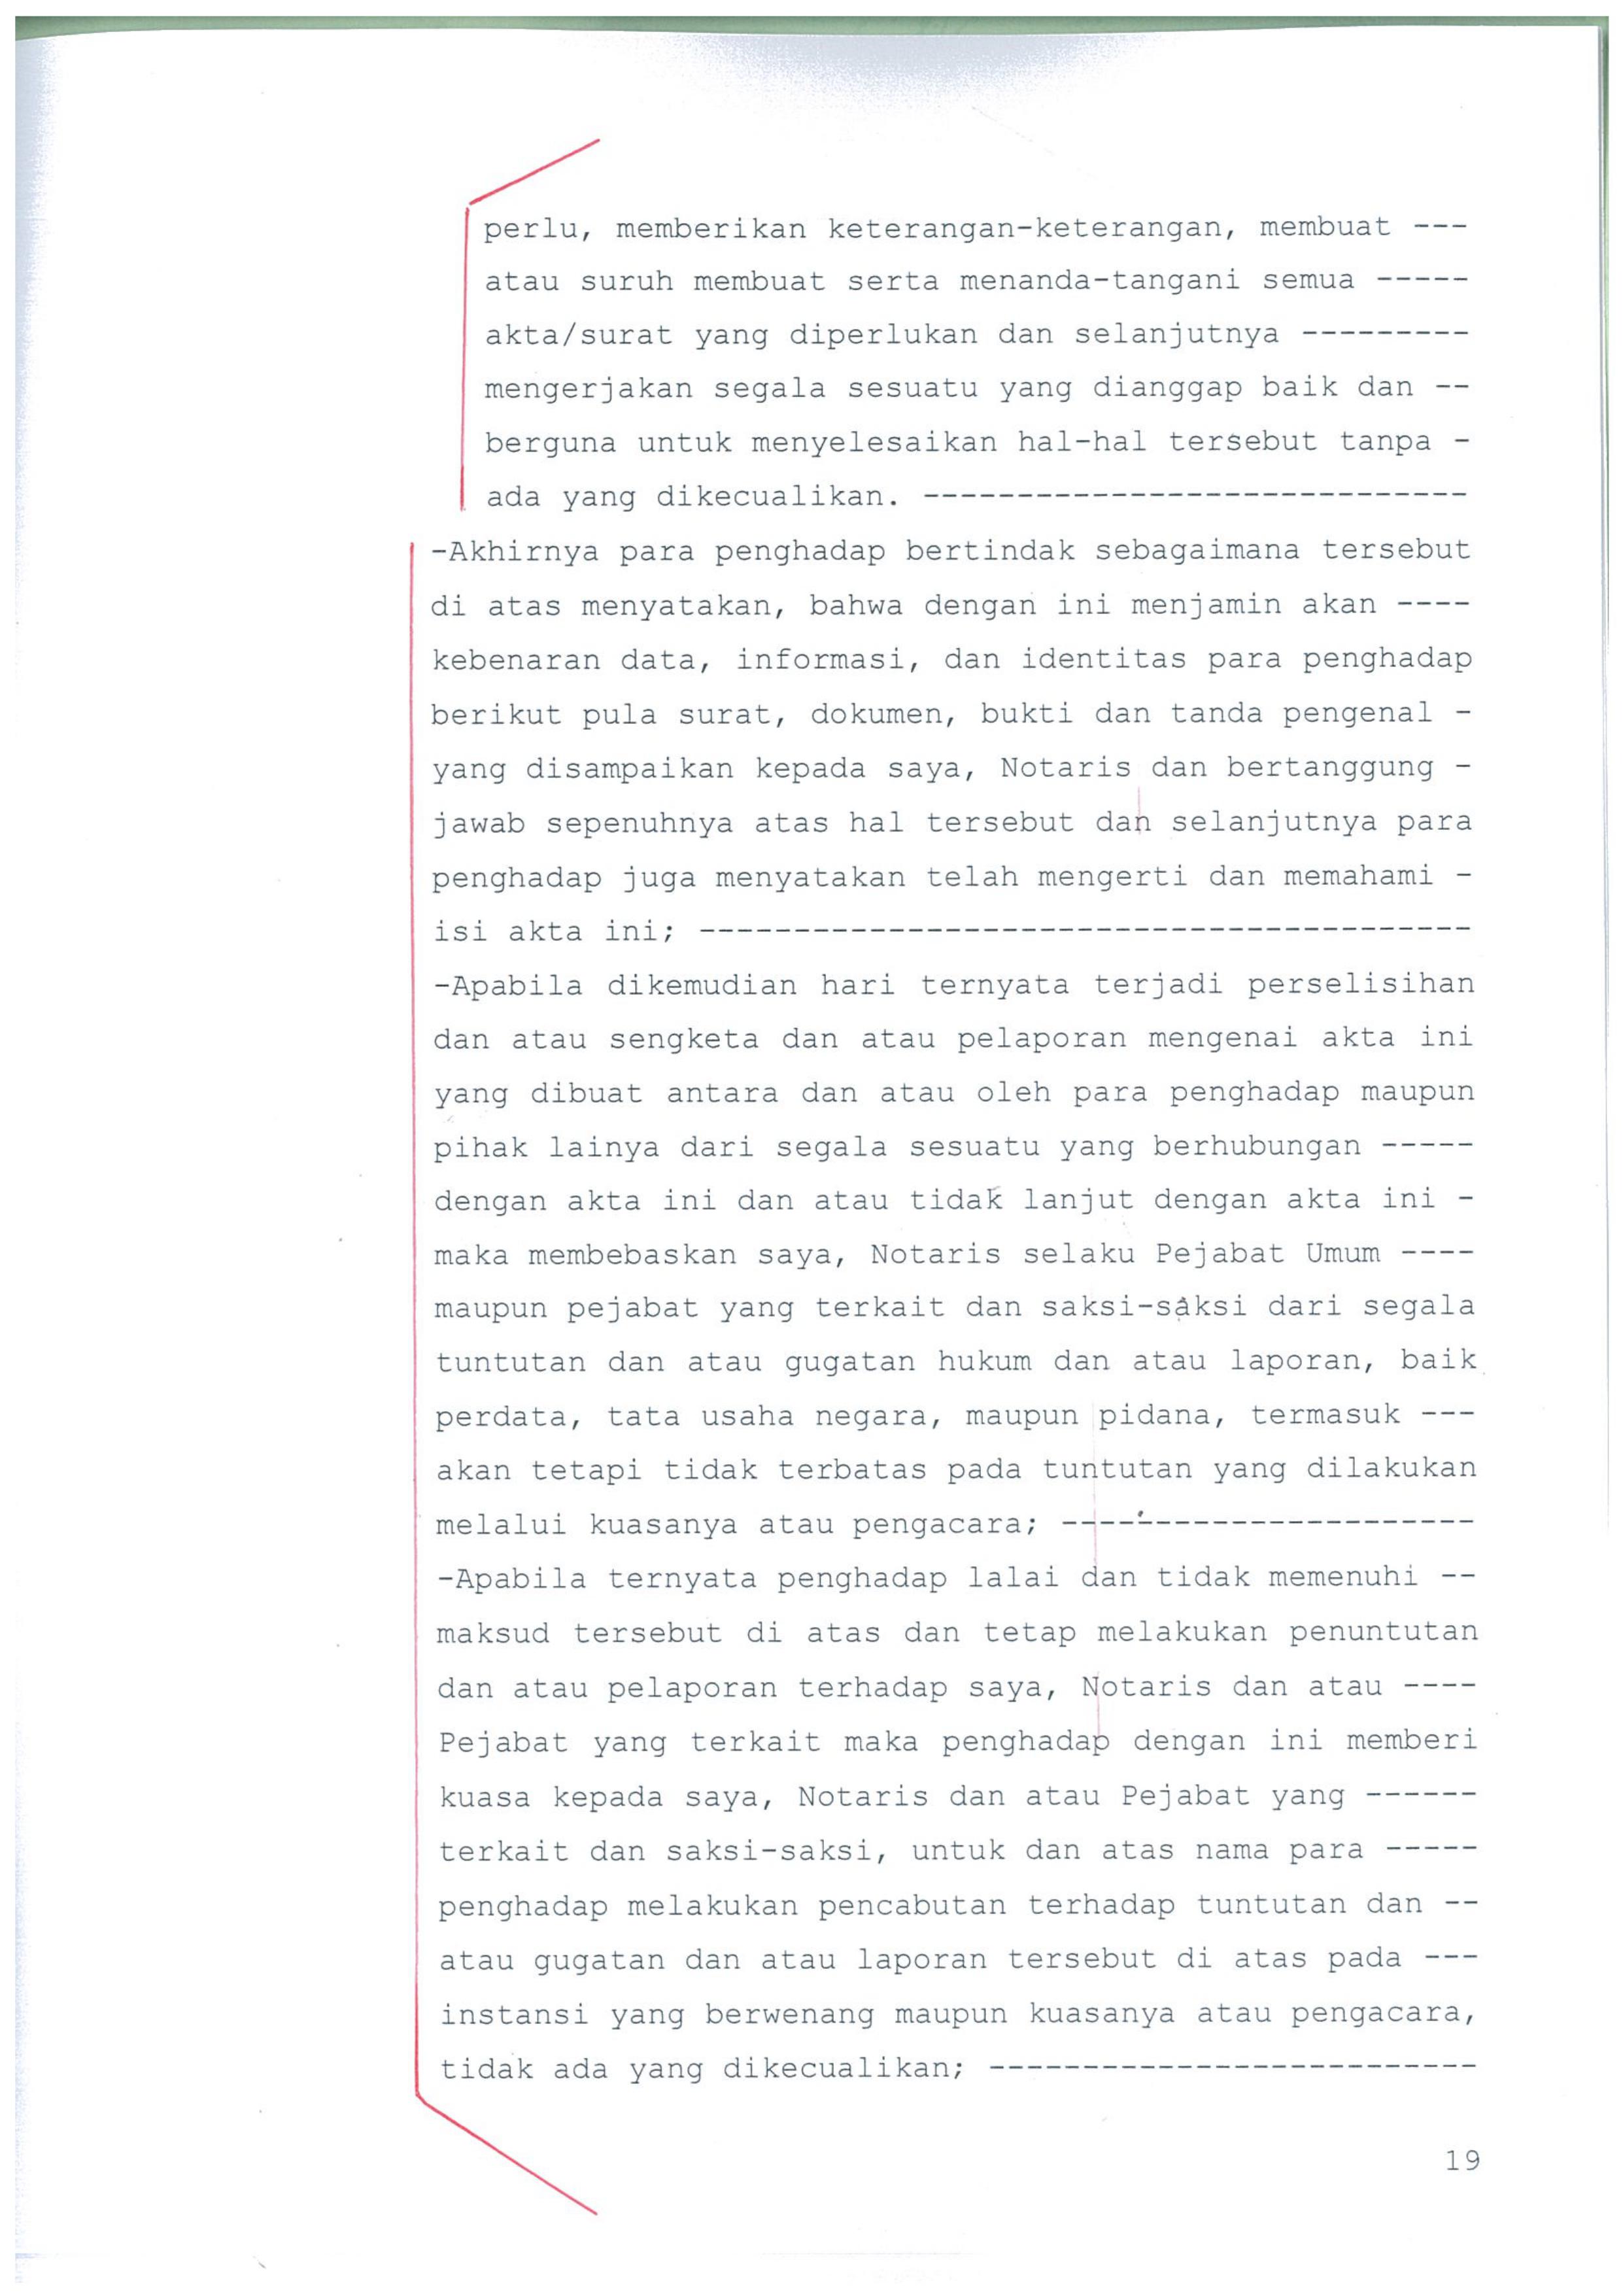 perlu, memberikan keterangan-keterangan, membuat ---
atau suruh membuat serta menanda-tangani semua -----
akta/surat yang diperlukan dan selanjutnya ---------
mengerjakan segala sesuatu yang dianggap baik dan --
berguna untuk menyelesaikan hal-hal tersebut tanpa -
ada yang dikecualikan. -----------------------------
-Akhirnya para penghadap bertindak sebagaimana tersebut
di atas menyatakan, bahwa dengan ini menjamin akan ----
kebenaran data, informasi, dan identitas para penghadap
berikut pula surat, dokumen, bukti dan tanda pengenal -
yang disampaikan kepada saya, Notaris dan bertanggung -
jawab sepenuhnya atas hal tersebut dan selanjutnya para
penghadap juga menyatakan telah mengerti dan memahami -
isi akta ini; -----------------------------------------
-Apabila dikemudian hari ternyata terjadi perselisihan
dan atau sengketa dan atau pelaporan mengenai akta ini
yang dibuat antara dan atau oleh para penghadap maupun
pihak lainya dari segala sesuatu yang berhubungan -----
dengan akta ini dan atau tidak lanjut dengan akta ini -
maka membebaskan saya, Notaris selaku Pejabat Umum ----
maupun pejabat yang terkait dan saksi-saksi dari segala
tuntutan dan atau gugatan hukum dan atau laporan, baik
perdata, tata usaha negara, maupun pidana, termasuk ---
akan tetapi tidak terbatas pada tuntutan yang dilakukan
melalui kuasanya atau pengacara; ----------------------
-Apabila ternyata penghadap lalai dan tidak memenuhi --
maksud tersebut di atas dan tetap melakukan penuntutan
dan atau pelaporan terhadap saya, Notaris dan atau ----
Pejabat yang terkait maka penghadap dengan ini memberi
kuasa kepada saya, Notaris dan atau Pejabat yang ------
terkait dan saksi-saksi, untuk dan atas nama para -----
penghadap melakukan pencabutan terhadap tuntutan dan --
atau gugatan dan atau laporan tersebut di atas pada ---
instansi yang berwenang maupun kuasanya atau pengacara,
tidak ada yang dikecualikan; --------------------------
19